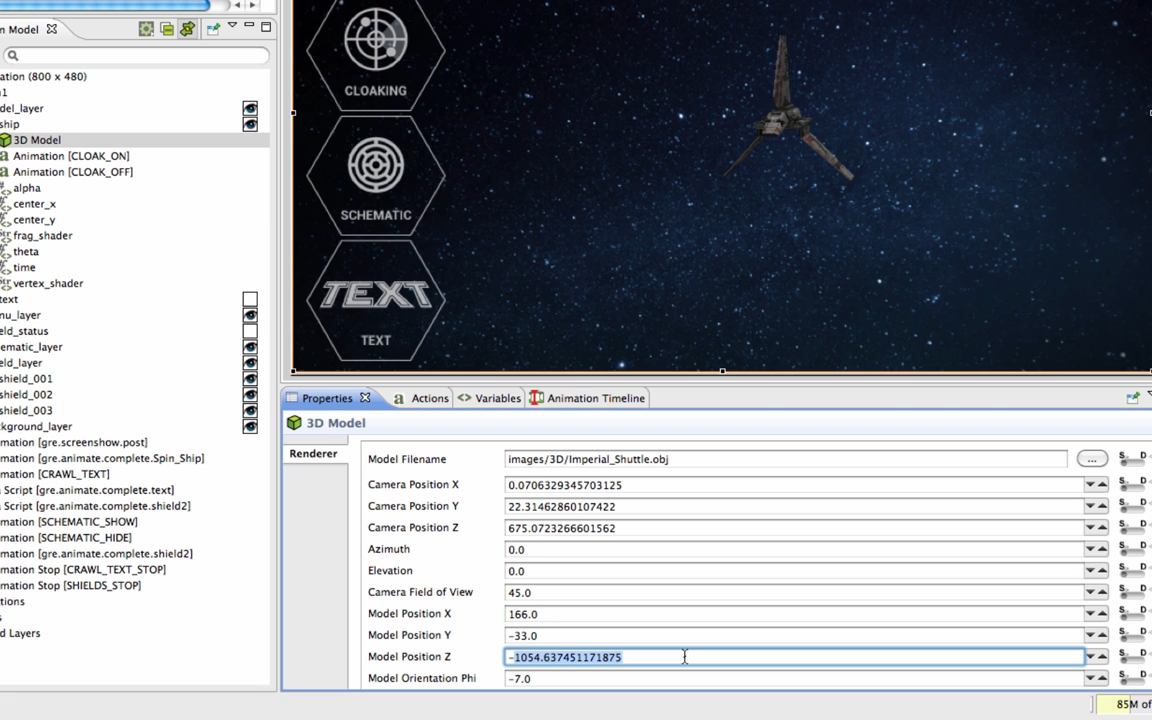 n Model
ation (800 x 480)
1
del_layer
ship
3D Model
a Animation [CLOAK_ON]
a Animation [CLOAK_OFF]
alpha
center_x
center_y
frag_shader
theta
time
vertex_shader
text
nu_layer
eld_status
ematic_layer
eld_layer
shield_001
shield_002
shield_003
kground_layer
mation [gre.screenshow.post]
mation [gre.animate.complete.Spin_Ship]
mation [CRAWL_TEXT]
a Script [gre.animate.complete.text]
a Script [gre.animate.complete.shield2]
mation [SCHEMATIC_SHOW]
mation [SCHEMATIC_HIDE]
mation [gre.animate.complete.shield2]
mation Stop [CRAWL_TEXT_STOP]
mation Stop [SHIELDS_STOP]
tions
s
d Layers
CLOAKING
SCHEMATIC
TEXT
TEXT
Properties a Actions <> Variables Animation Timeline
3D Model
Renderer
Model Filename images/3D/Imperial_Shuttle.obj ...
Camera Position X 0.0706329345703125
Camera Position Y 22.31462860107422
Camera Position Z 675.0723266601562
Azimuth 0.0
Elevation 0.0
Camera Field of View 45.0
Model Position X 166.0
Model Position Y -33.0
Model Position Z -1054.637451171875
Model Orientation Phi -7.0
85M of